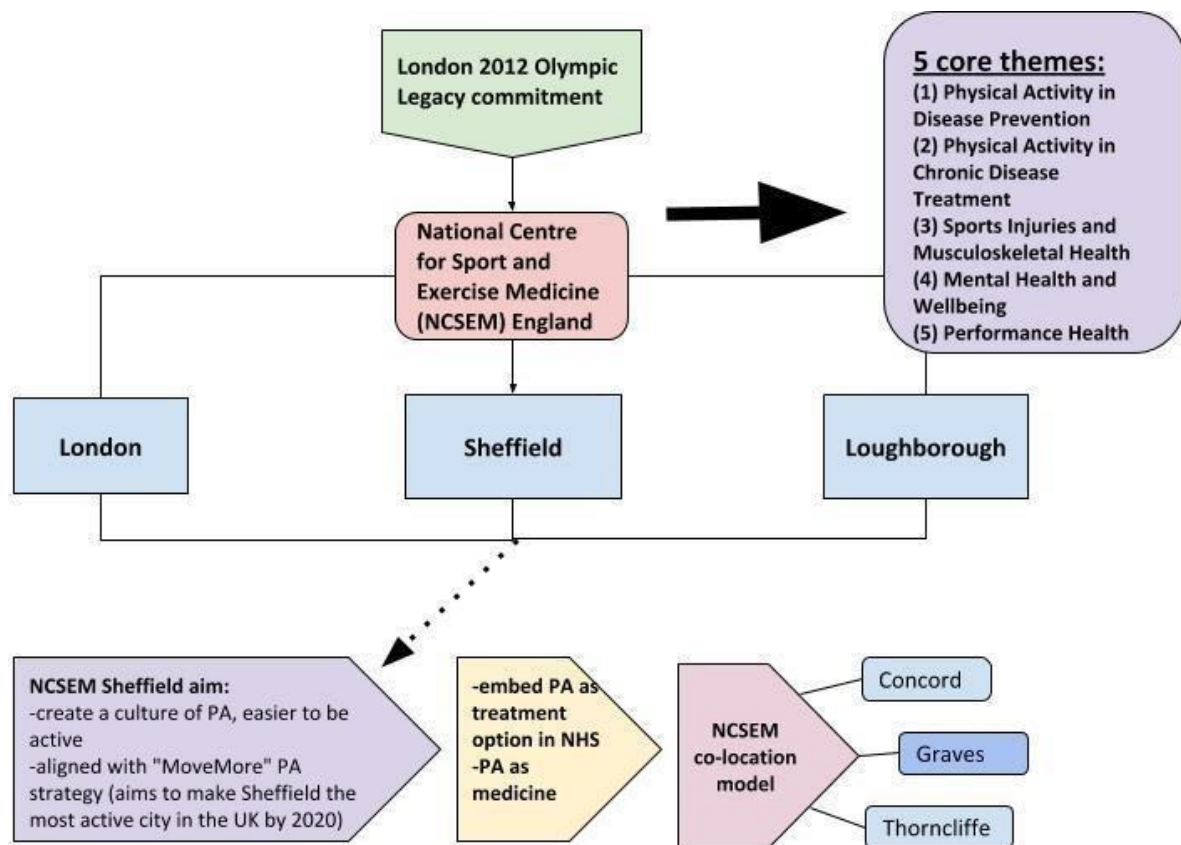 London 2012 Olympic
Legacy commitment
5 core themes:
(1) Physical Activity in
Disease Prevention
(2) Physical Activity in
Chronic Disease
Treatment
(3) Sports Injuries and
Musculoskeletal Health
(4) Mental Health and
Wellbeing
(5) Performance Health
National Centre
for Sport and
Exercise Medicine
(NCSEM) England
London
Sheffield
Loughborough
NCSEM Sheffield aim:
-create a culture of PA, easier to be
active
-aligned with "MoveMore" PA
strategy (aims to make Sheffield the
most active city in the UK by 2020)
-embed PA as
treatment
option in NHS
-PA as
medicine
NCSEM
co-location
model
Concord
Graves
Thorncliffe